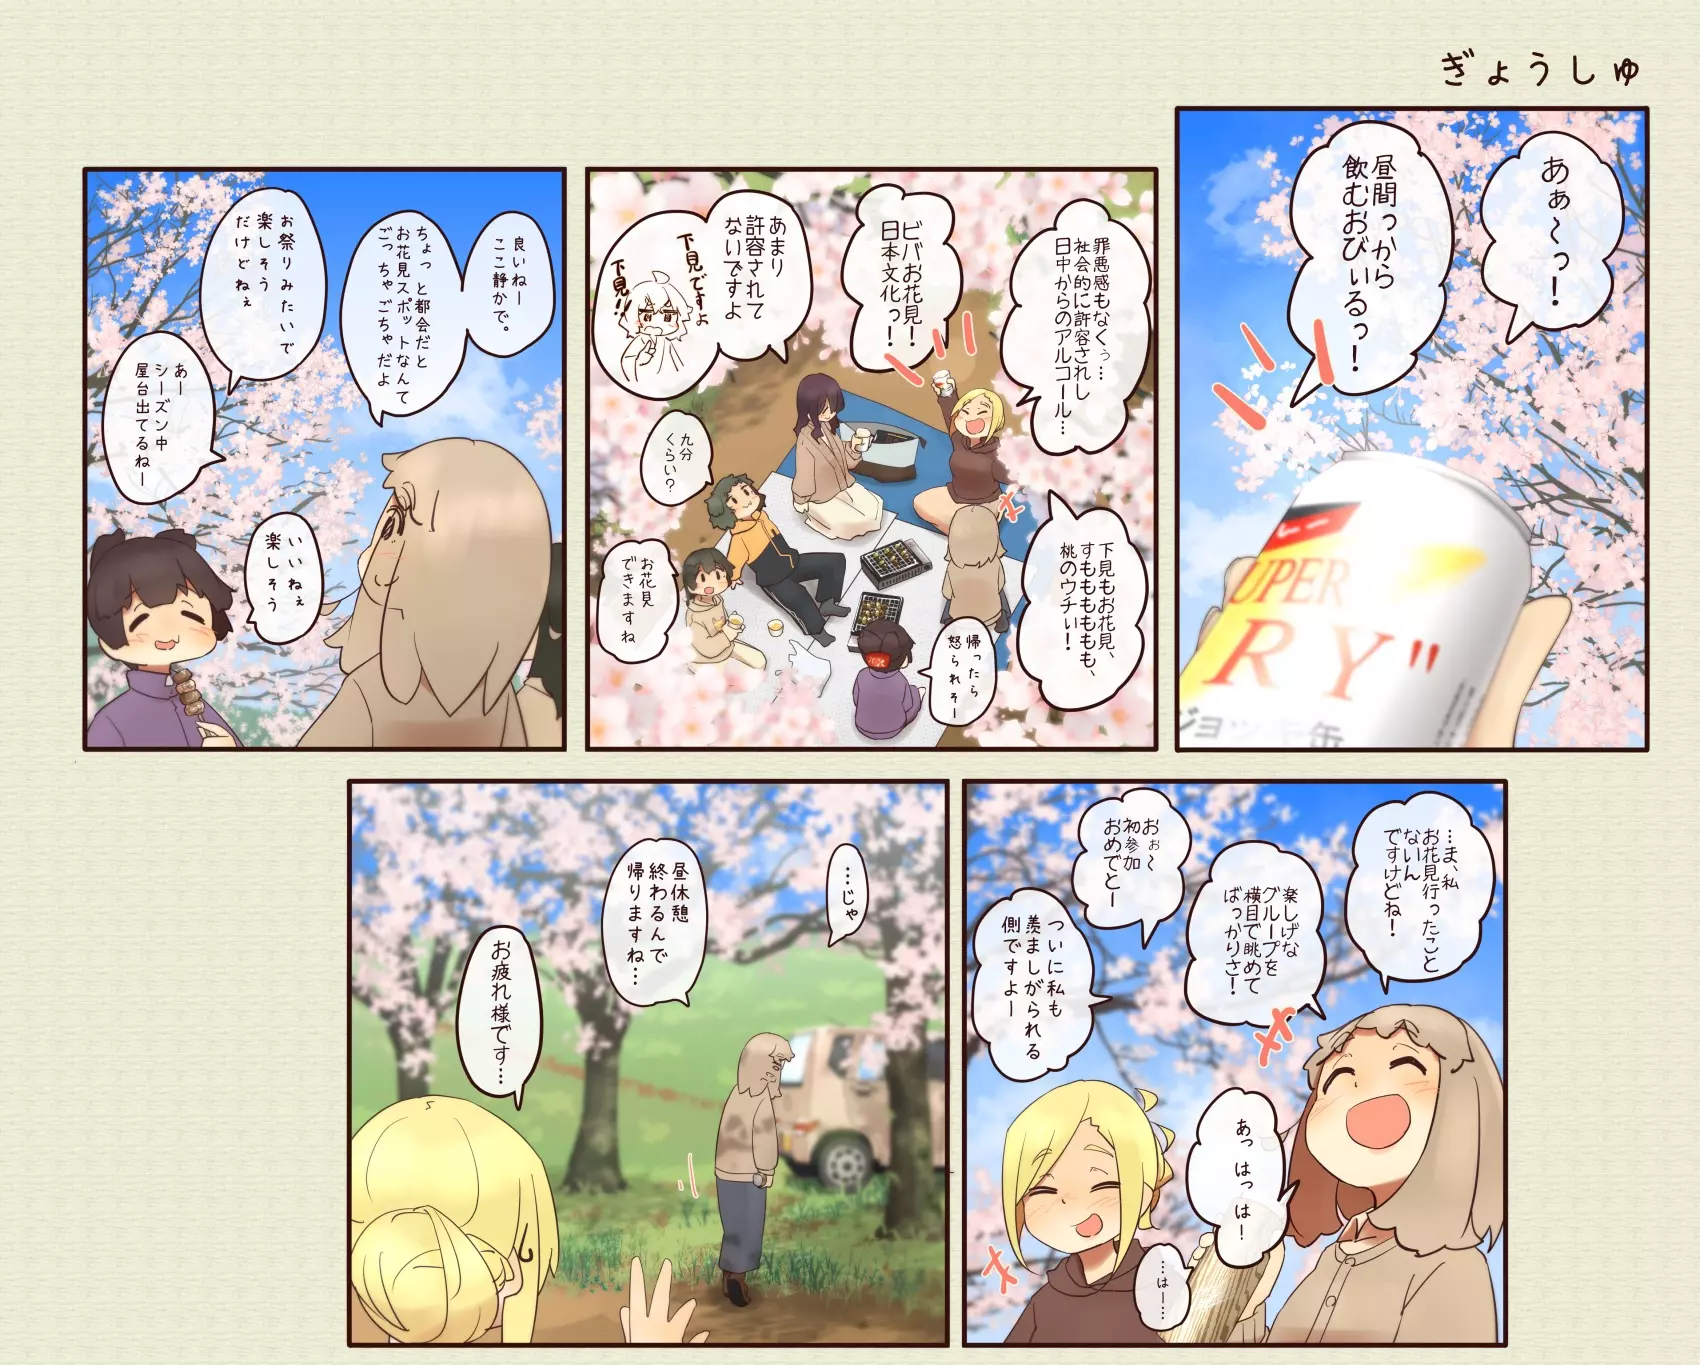 ぎょうしゅ
あぁ〜っ！
昼間っから
飲むおびぃるっ！
UPER
RY"
ジョッキ缶
罪悪感もなくぅ…
社会的に許容されし
日中からのアルコール…
ビバお花見！
日本文化っ！
あまり
許容されて
ないですよ
下見ですよ
下見!!
九分
くらい？
お花見
できますね
下見もお花見、
すもももももも、
桃のウチぃ！
帰ったら
怒られそー
良いねー
ここ静かで。
ちょっと都会だと
お花見スポットなんて
ごっちゃごちゃだよ
お祭りみたいで
楽しそう
だけどねぇ
あー
シーズン中
屋台出てるねー
いいねぇ
楽しそう
…ま、私
お花見行ったこと
ないん
ですけどね！
楽しげな
グループを
横目で眺めて
ばっかりさ！
おぉ〜
初参加
おめでとー
ついに私も
羨ましがられる
側ですよー
あっはっは！
…はー…
…じゃ
昼休憩
終わるんで
帰りますね…
お疲れ様です…